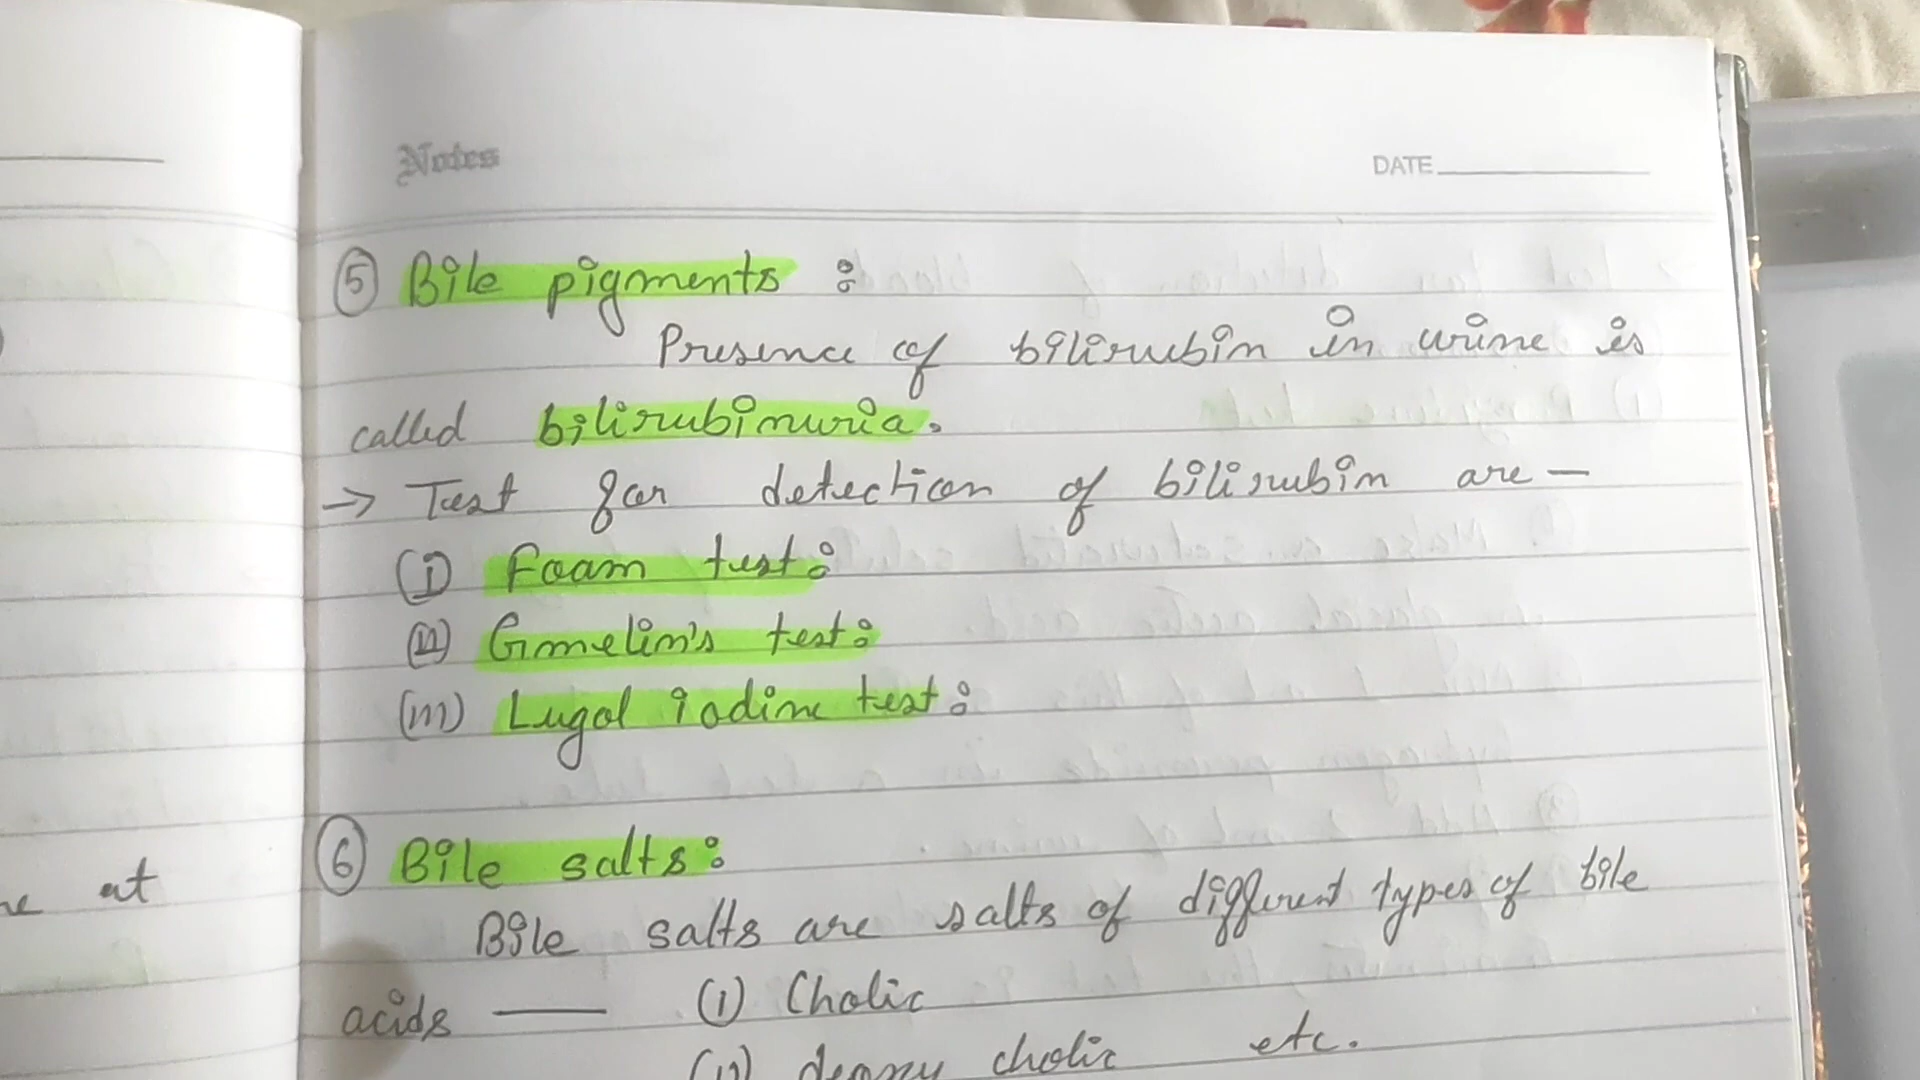 Notes
DATE
⑤ Bile pigments :
Presence of bilirubin in urine is
called bilirubinuria.
→ Test for detection of bilirubin are —
(i) Foam test:
(ii) Gmelin's test:
(iii) Lugol iodine test:
⑥ Bile salts:
Bile salts are salts of different types of bile
acids — (i) Cholic
(ii) deoxy cholic etc.
at